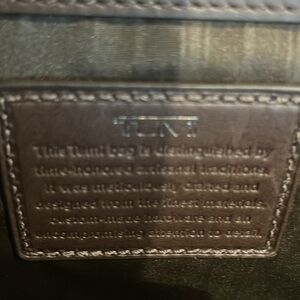 TUMI
This Tumi bag is distinguished by
time-honored artisanal traditions.
It was meticulously crafted and
designed from the finest materials,
custom-made hardware and an
uncompromising attention to detail.